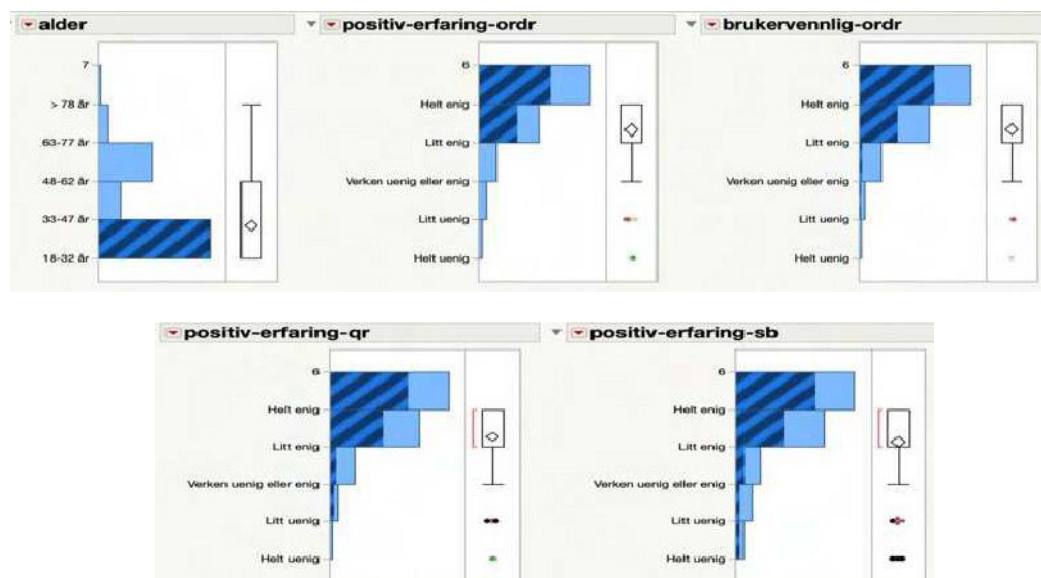 alder
positiv-erfaring-ordr
brukervennlig-ordr
7
> 78 år
63-77 år
48-62 år
33-47 år
18-32 år
6
Helt enig
Litt enig
Verken uenig eller enig
Litt uenig
Helt uenig
6
Helt enig
Litt enig
Verken uenig eller enig
Litt uenig
Helt uenig
positiv-erfaring-qr
positiv-erfaring-sb
6
Helt enig
Litt enig
Verken uenig eller enig
Litt uenig
Helt uenig
6
Helt enig
Litt enig
Verken uenig eller enig
Litt uenig
Helt uenig